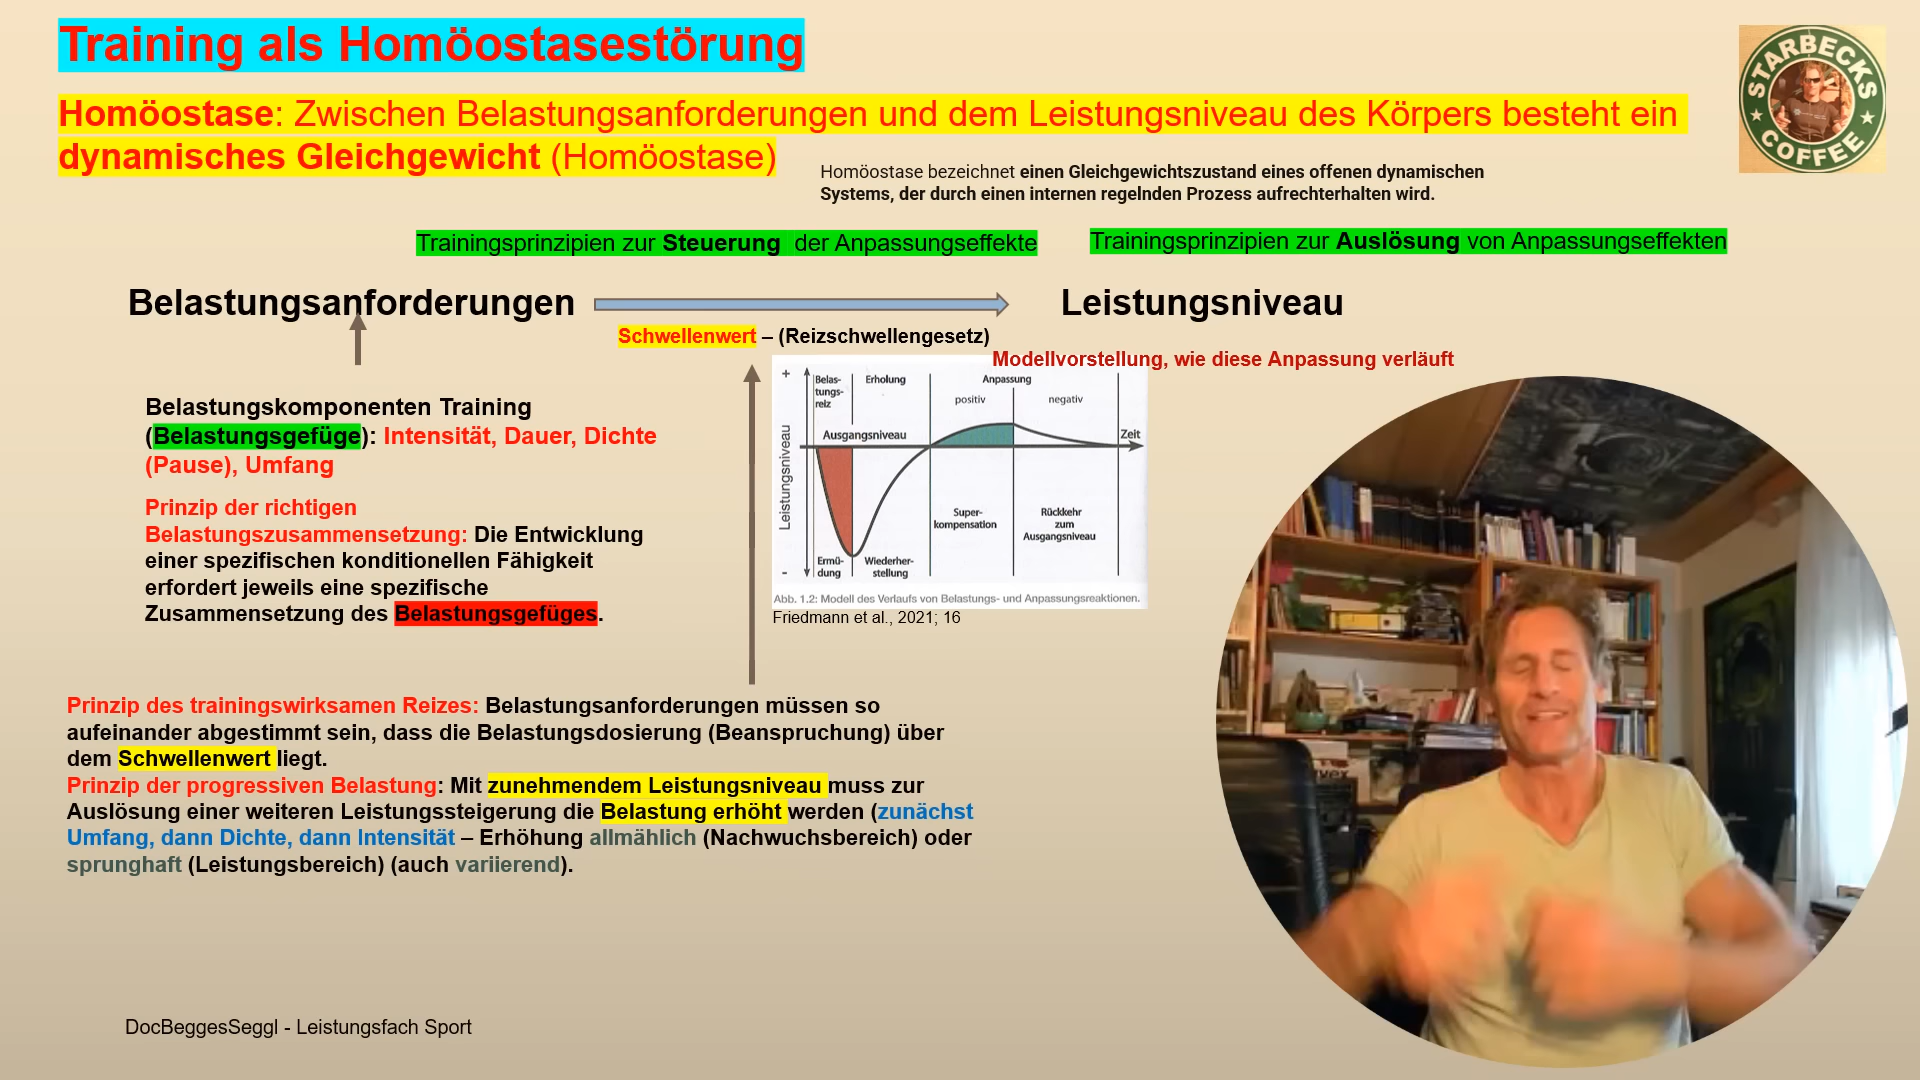 Training als Homöostasestörung
Homöostase: Zwischen Belastungsanforderungen und dem Leistungsniveau des Körpers besteht ein
dynamisches Gleichgewicht (Homöostase)
Homöostase bezeichnet einen Gleichgewichtszustand eines offenen dynamischen
Systems, der durch einen internen regelnden Prozess aufrechterhalten wird.
STARBECKS
COFFEE
Trainingsprinzipien zur Steuerung der Anpassungseffekte
Trainingsprinzipien zur Auslösung von Anpassungseffekten
Belastungsanforderungen
Leistungsniveau
Schwellenwert – (Reizschwellengesetz)
Modellvorstellung, wie diese Anpassung verläuft
Belastungskomponenten Training
(Belastungsgefüge): Intensität, Dauer, Dichte
(Pause), Umfang
Prinzip der richtigen
Belastungszusammensetzung: Die Entwicklung
einer spezifischen konditionellen Fähigkeit
erfordert jeweils eine spezifische
Zusammensetzung des Belastungsgefüges.
+
Belas-
tungs-
reiz
Erholung
Anpassung
positiv
negativ
Ausgangsniveau
Zeit
Leistungsniveau
Super-
kompensation
Rückkehr
zum
Ausgangsniveau
Ermü-
dung
Wiederher-
stellung
-
Abb. 1.2: Modell des Verlaufs von Belastungs- und Anpassungsreaktionen.
Friedmann et al., 2021; 16
Prinzip des trainingswirksamen Reizes: Belastungsanforderungen müssen so
aufeinander abgestimmt sein, dass die Belastungsdosierung (Beanspruchung) über
dem Schwellenwert liegt.
Prinzip der progressiven Belastung: Mit zunehmendem Leistungsniveau muss zur
Auslösung einer weiteren Leistungssteigerung die Belastung erhöht werden (zunächst
Umfang, dann Dichte, dann Intensität – Erhöhung allmählich (Nachwuchsbereich) oder
sprunghaft (Leistungsbereich) (auch variierend).
DocBeggesSeggl - Leistungsfach Sport